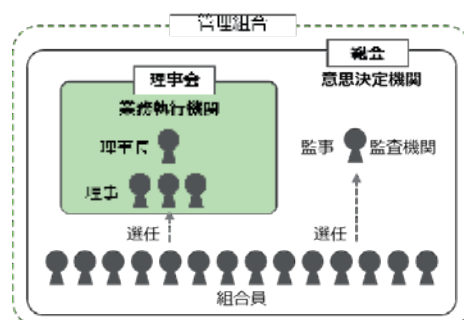 管理組合
総会
意思決定機関
理事会
業務執行機関
理事長
理事
監事
監査機関
選任
選任
組合員